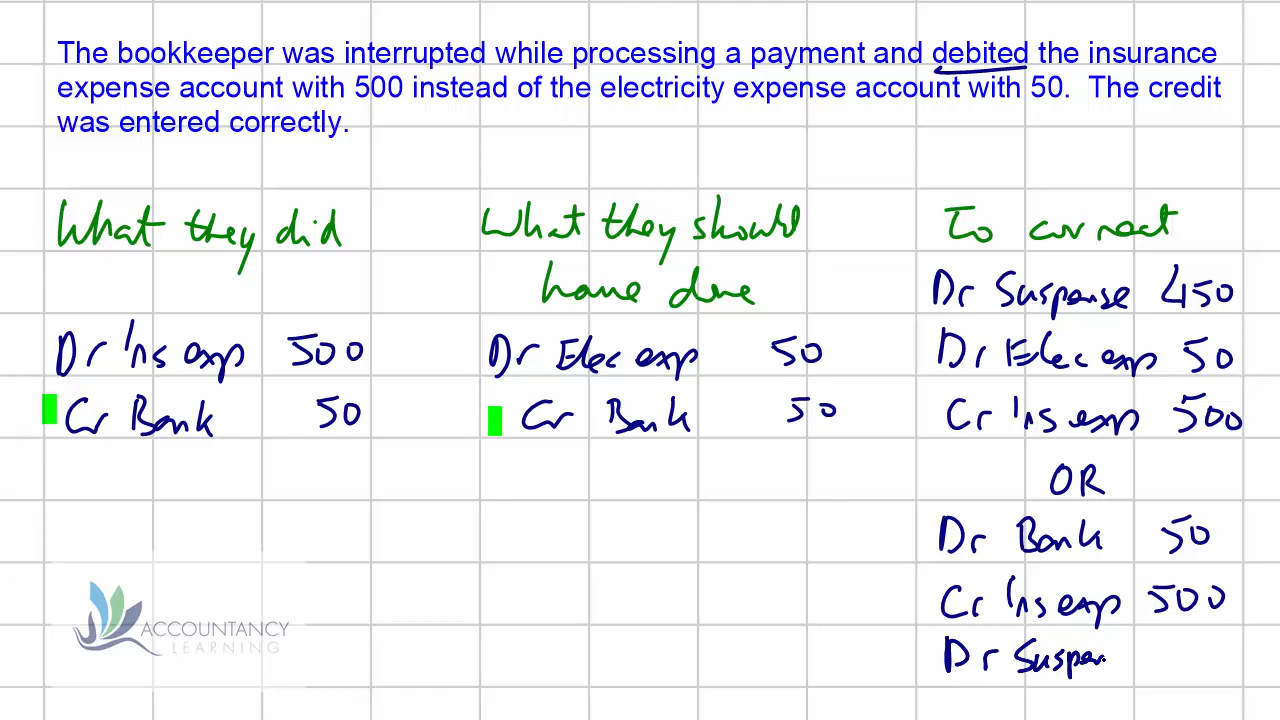 The bookkeeper was interrupted while processing a payment and debited the insurance
expense account with 500 instead of the electricity expense account with 50. The credit
was entered correctly.
What they did
What they should
have done
To correct
Dr Suspense 450
Dr Ins exp 500
Dr Elec exp 50
Dr Elec exp 50
Cr Bank 50
Cr Bank 50
Cr Ins exp 500
OR
Dr Bank 50
Cr Ins exp 500
Dr Suspen
ACCOUNTANCY
LEARNING